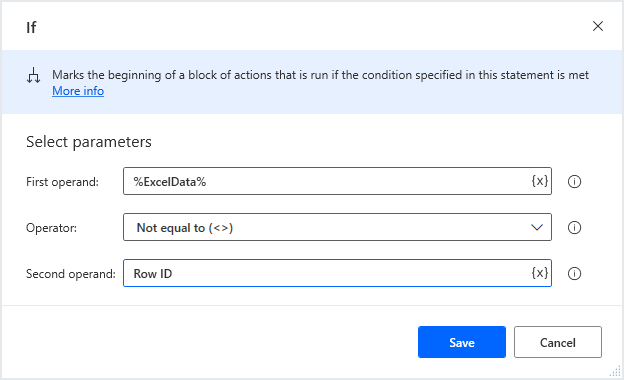 If
Marks the beginning of a block of actions that is run if the condition specified in this statement is met
More info
Select parameters
First operand: %ExcelData% {x}
Operator: Not equal to (<>)
Second operand: Row ID {x}
Save Cancel